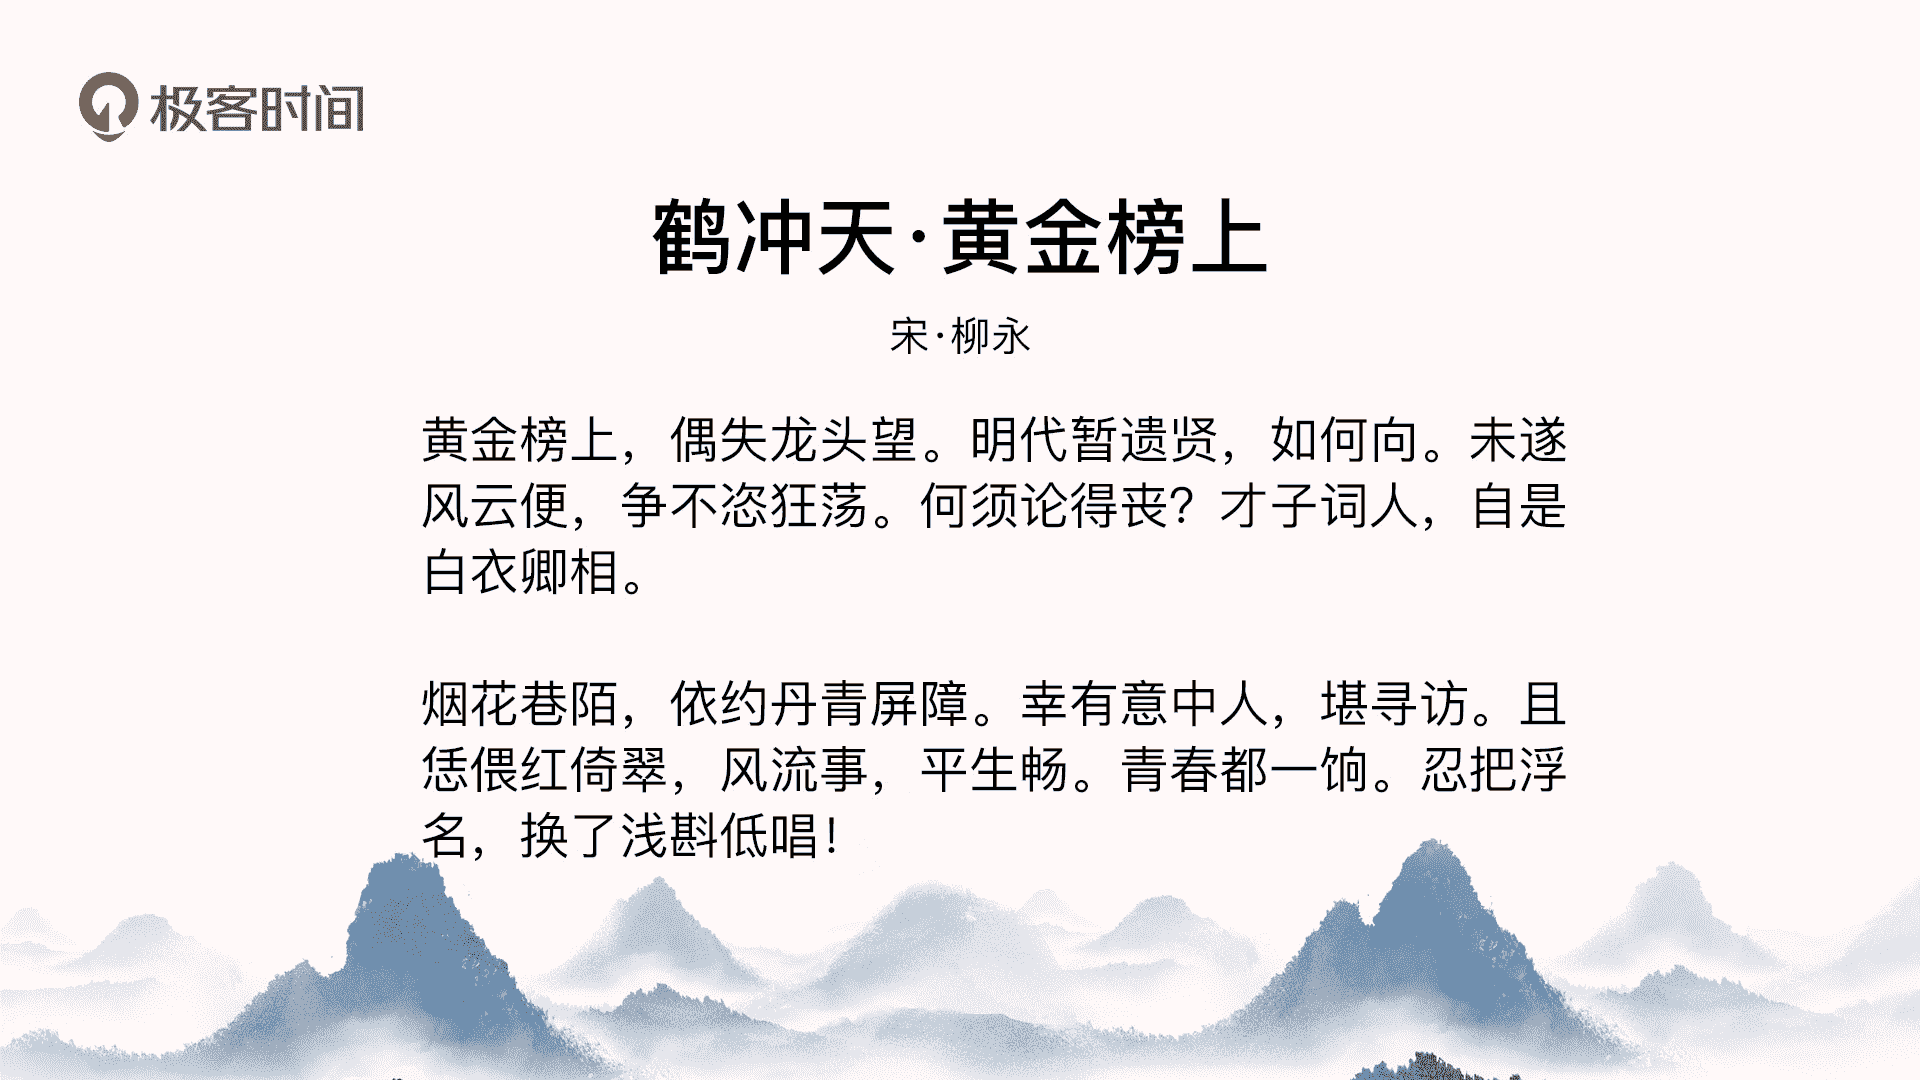 极客时间
鹤冲天·黄金榜上
宋·柳永
黄金榜上，偶失龙头望。明代暂遗贤，如何向。未遂
风云便，争不恣狂荡。何须论得丧？才子词人，自是
白衣卿相。
烟花巷陌，依约丹青屏障。幸有意中人，堪寻访。且
恁偎红倚翠，风流事，平生畅。青春都一饷。忍把浮
名，换了浅斟低唱！